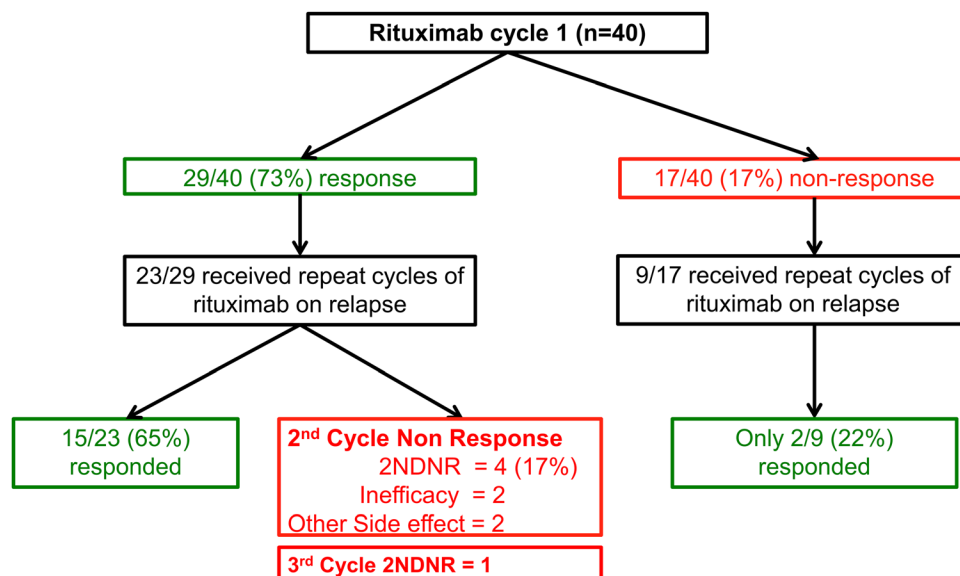 Rituximab cycle 1 (n=40)
29/40 (73%) response
17/40 (17%) non-response
23/29 received repeat cycles of
rituximab on relapse
9/17 received repeat cycles of
rituximab on relapse
15/23 (65%)
responded
2nd Cycle Non Response
2NDNR = 4 (17%)
Inefficacy = 2
Other Side effect = 2
Only 2/9 (22%)
responded
3rd Cycle 2NDNR = 1